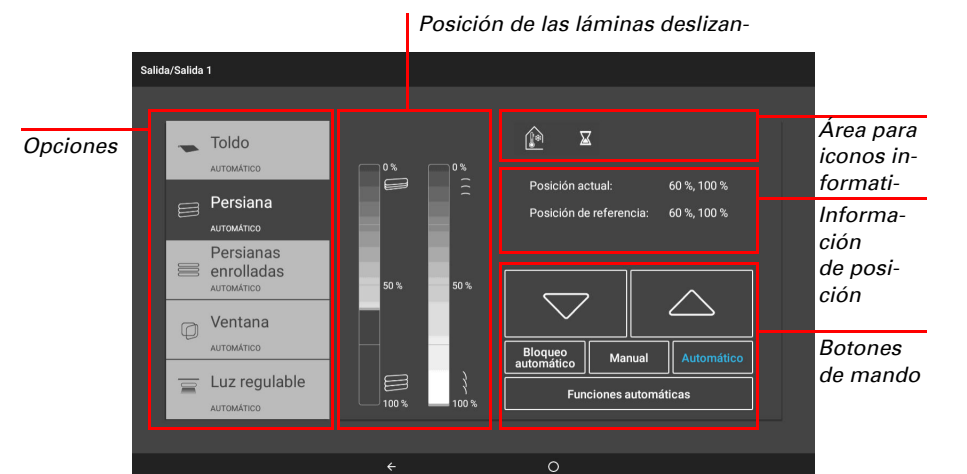 Posición de las láminas deslizan-
Salida/Salida 1
Opciones
Toldo
AUTOMÁTICO
Persiana
AUTOMÁTICO
Persianas
enrolladas
AUTOMÁTICO
Ventana
AUTOMÁTICO
Luz regulable
AUTOMÁTICO
0 %
50 %
100 %
0 %
50 %
100 %
Posición actual: 60 %, 100 %
Posición de referencia: 60 %, 100 %
Bloqueo
automático
Manual
Automático
Funciones automáticas
Área para
iconos in-
formati-
Informa-
ción
de posi-
ción
Botones
de mando